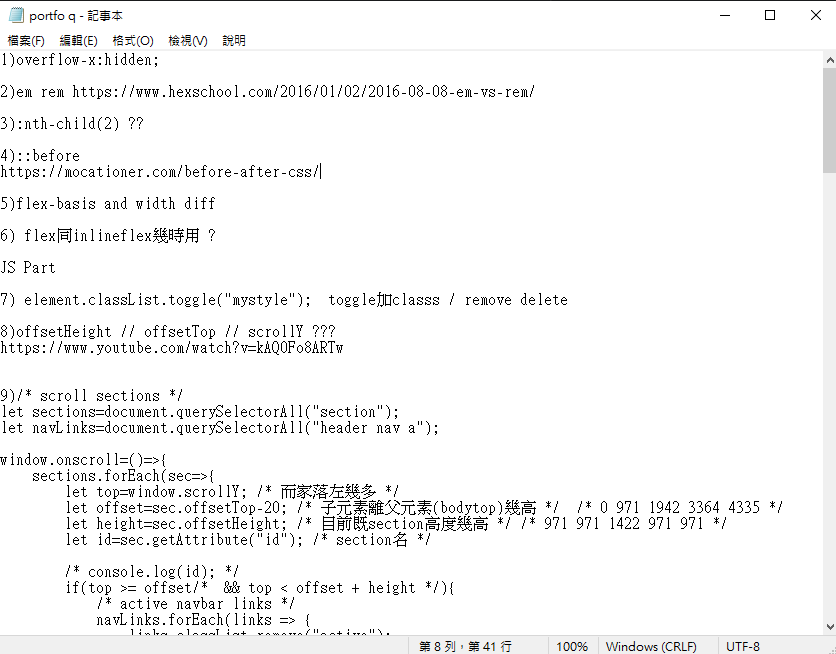 portfo q - 記事本
檔案(F) 編輯(E) 格式(O) 檢視(V) 說明
1)overflow-x:hidden;
2)em rem https://www.hexschool.com/2016/01/02/2016-08-08-em-vs-rem/
3):nth-child(2) ??
4)::before
https://mocationer.com/before-after-css/
5)flex-basis and width diff
6) flex同inlineflex幾時用 ?
JS Part
7) element.classList.toggle("mystyle");  toggle加classs / remove delete
8)offsetHeight // offsetTop // scrollY ???
https://www.youtube.com/watch?v=kAQ0Fo8ARTw
9)/* scroll sections */
let sections=document.querySelectorAll("section");
let navLinks=document.querySelectorAll("header nav a");
window.onscroll=()=>{
    sections.forEach(sec=>{
        let top=window.scrollY; /* 而家落左幾多 */
        let offset=sec.offsetTop-20; /* 子元素離父元素(bodytop)幾高 */  /* 0 971 1942 3364 4335 */
        let height=sec.offsetHeight; /* 目前既section高度幾高 */ /* 971 971 1422 971 971 */
        let id=sec.getAttribute("id"); /* section名 */
        /* console.log(id); */
        if(top >= offset/*  && top < offset + height */){
            /* active navbar links */
            navLinks.forEach(links => {
                links.classList.remove("active");
第 8 列，第 41 行 100% Windows (CRLF) UTF-8